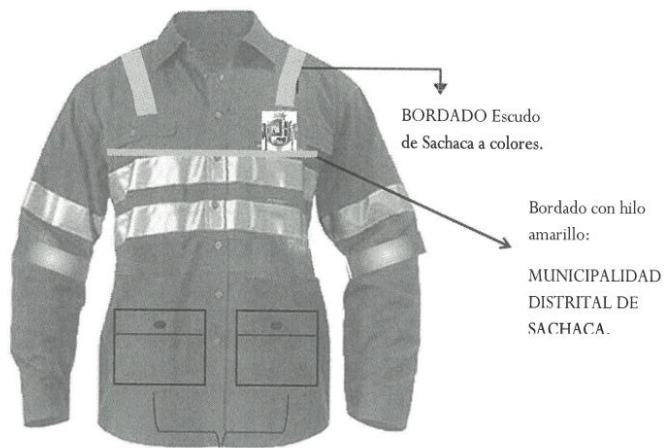 BORDADO Escudo
de Sachaca a colores.
Bordado con hilo
amarillo:
MUNICIPALIDAD
DISTRITAL DE
SACHACA.